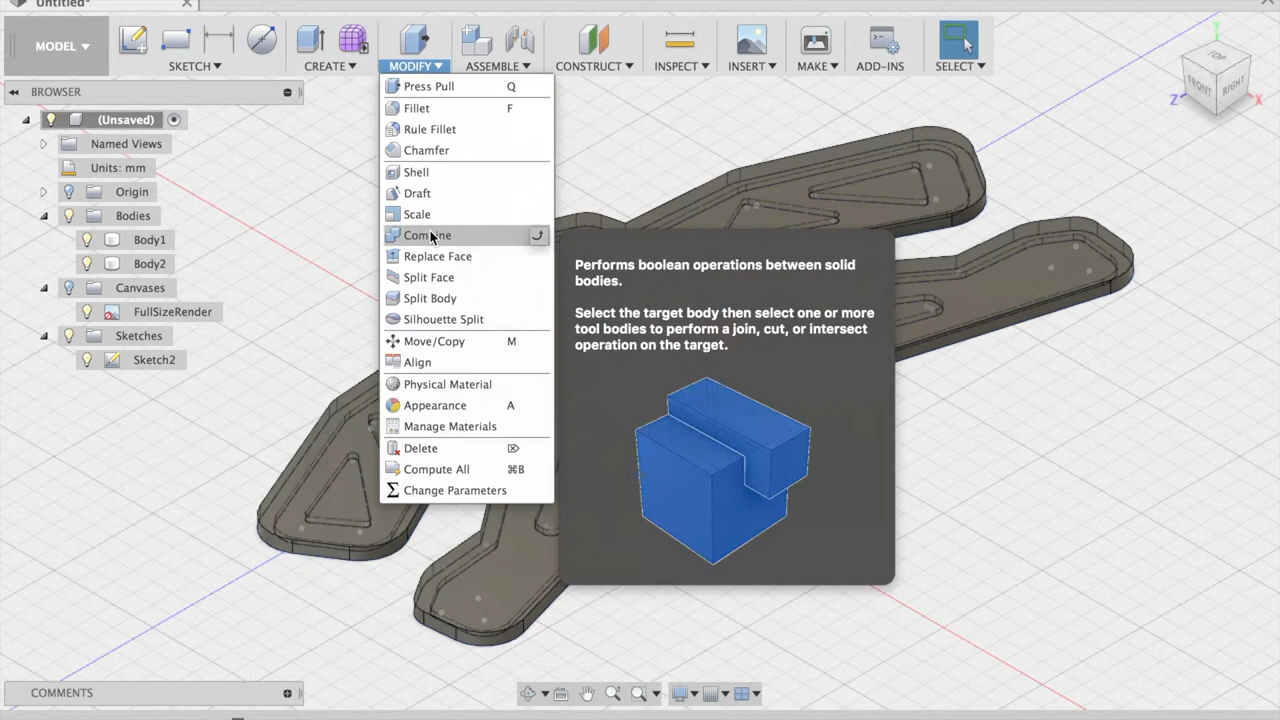 Untitled*
MODEL
SKETCH
CREATE
MODIFY
ASSEMBLE
CONSTRUCT
INSPECT
INSERT
MAKE
ADD-INS
SELECT
BROWSER
(Unsaved)
Named Views
Units: mm
Origin
Bodies
Body1
Body2
Canvases
FullSizeRender
Sketches
Sketch2
Press Pull Q
Fillet F
Rule Fillet
Chamfer
Shell
Draft
Scale
Combine
Replace Face
Split Face
Split Body
Silhouette Split
Move/Copy M
Align
Physical Material
Appearance A
Manage Materials
Delete
Compute All ⌘B
Change Parameters
Performs boolean operations between solid
bodies.
Select the target body then select one or more
tool bodies to perform a join, cut, or intersect
operation on the target.
Y
TOP
FRONT
RIGHT
Z
X
COMMENTS